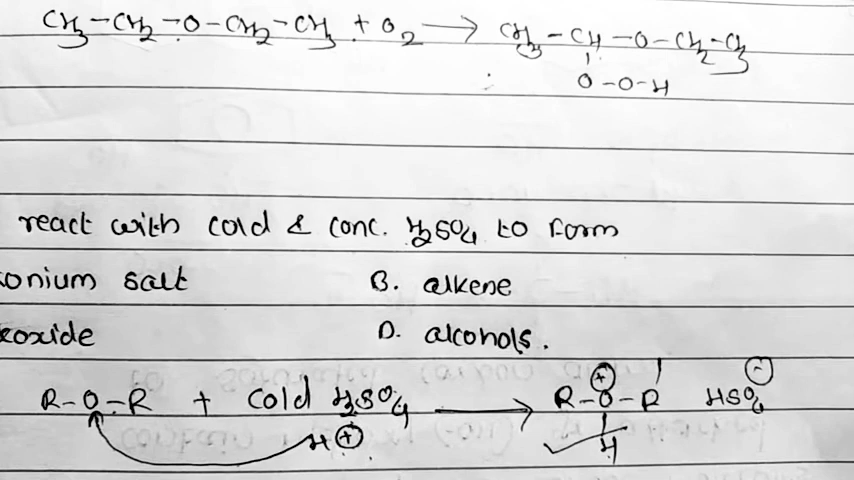 CH3-CH2-O-CH2-CH3 + O2 → CH3-CH-O-CH2-CH3
O-O-H
react with cold & conc. H2SO4 to form
onium salt B. alkene
oxide D. alcohols.
R-O-R + cold H2SO4 → R-O-R' HSO4
H+ H